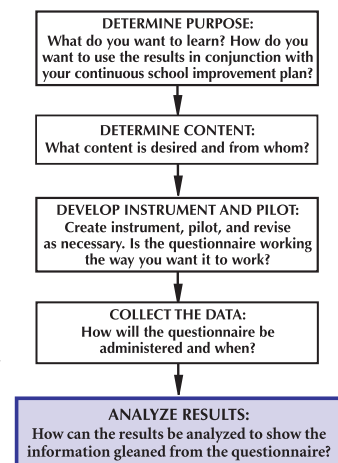 DETERMINE PURPOSE:
What do you want to learn? How do you
want to use the results in conjunction with
your continuous school improvement plan?
DETERMINE CONTENT:
What content is desired and from whom?
DEVELOP INSTRUMENT AND PILOT:
Create instrument, pilot, and revise
as necessary. Is the questionnaire working
the way you want it to work?
COLLECT THE DATA:
How will the questionnaire be
administered and when?
ANALYZE RESULTS:
How can the results be analyzed to show the
information gleaned from the questionnaire?